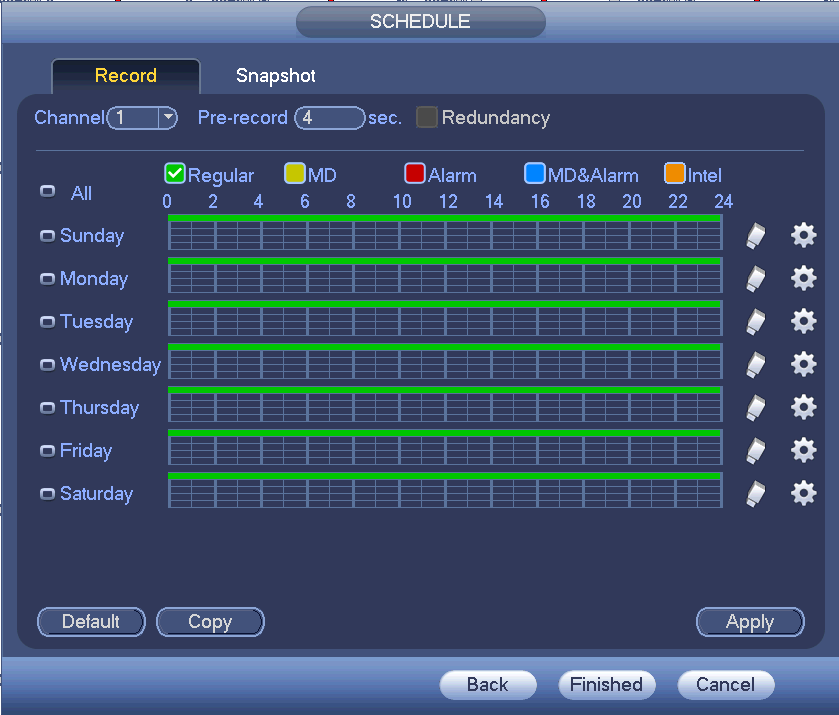 SCHEDULE
Record Snapshot
Channel 1 Pre-record 4 sec. Redundancy
Regular MD Alarm MD&Alarm Intel
All
0 2 4 6 8 10 12 14 16 18 20 22 24
Sunday
Monday
Tuesday
Wednesday
Thursday
Friday
Saturday
Default Copy Apply
Back Finished Cancel